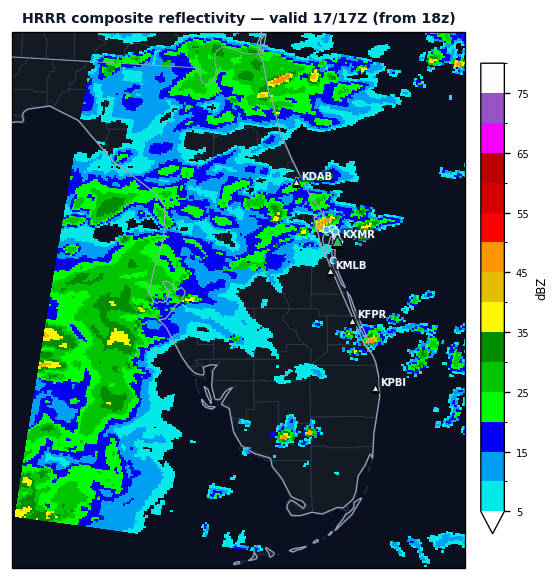 HRRR composite reflectivity — valid 17/17Z (from 18z)
KDAB
KXMR
KMLB
KFPR
KPBI
75
65
55
45
35
25
15
5
dBZ